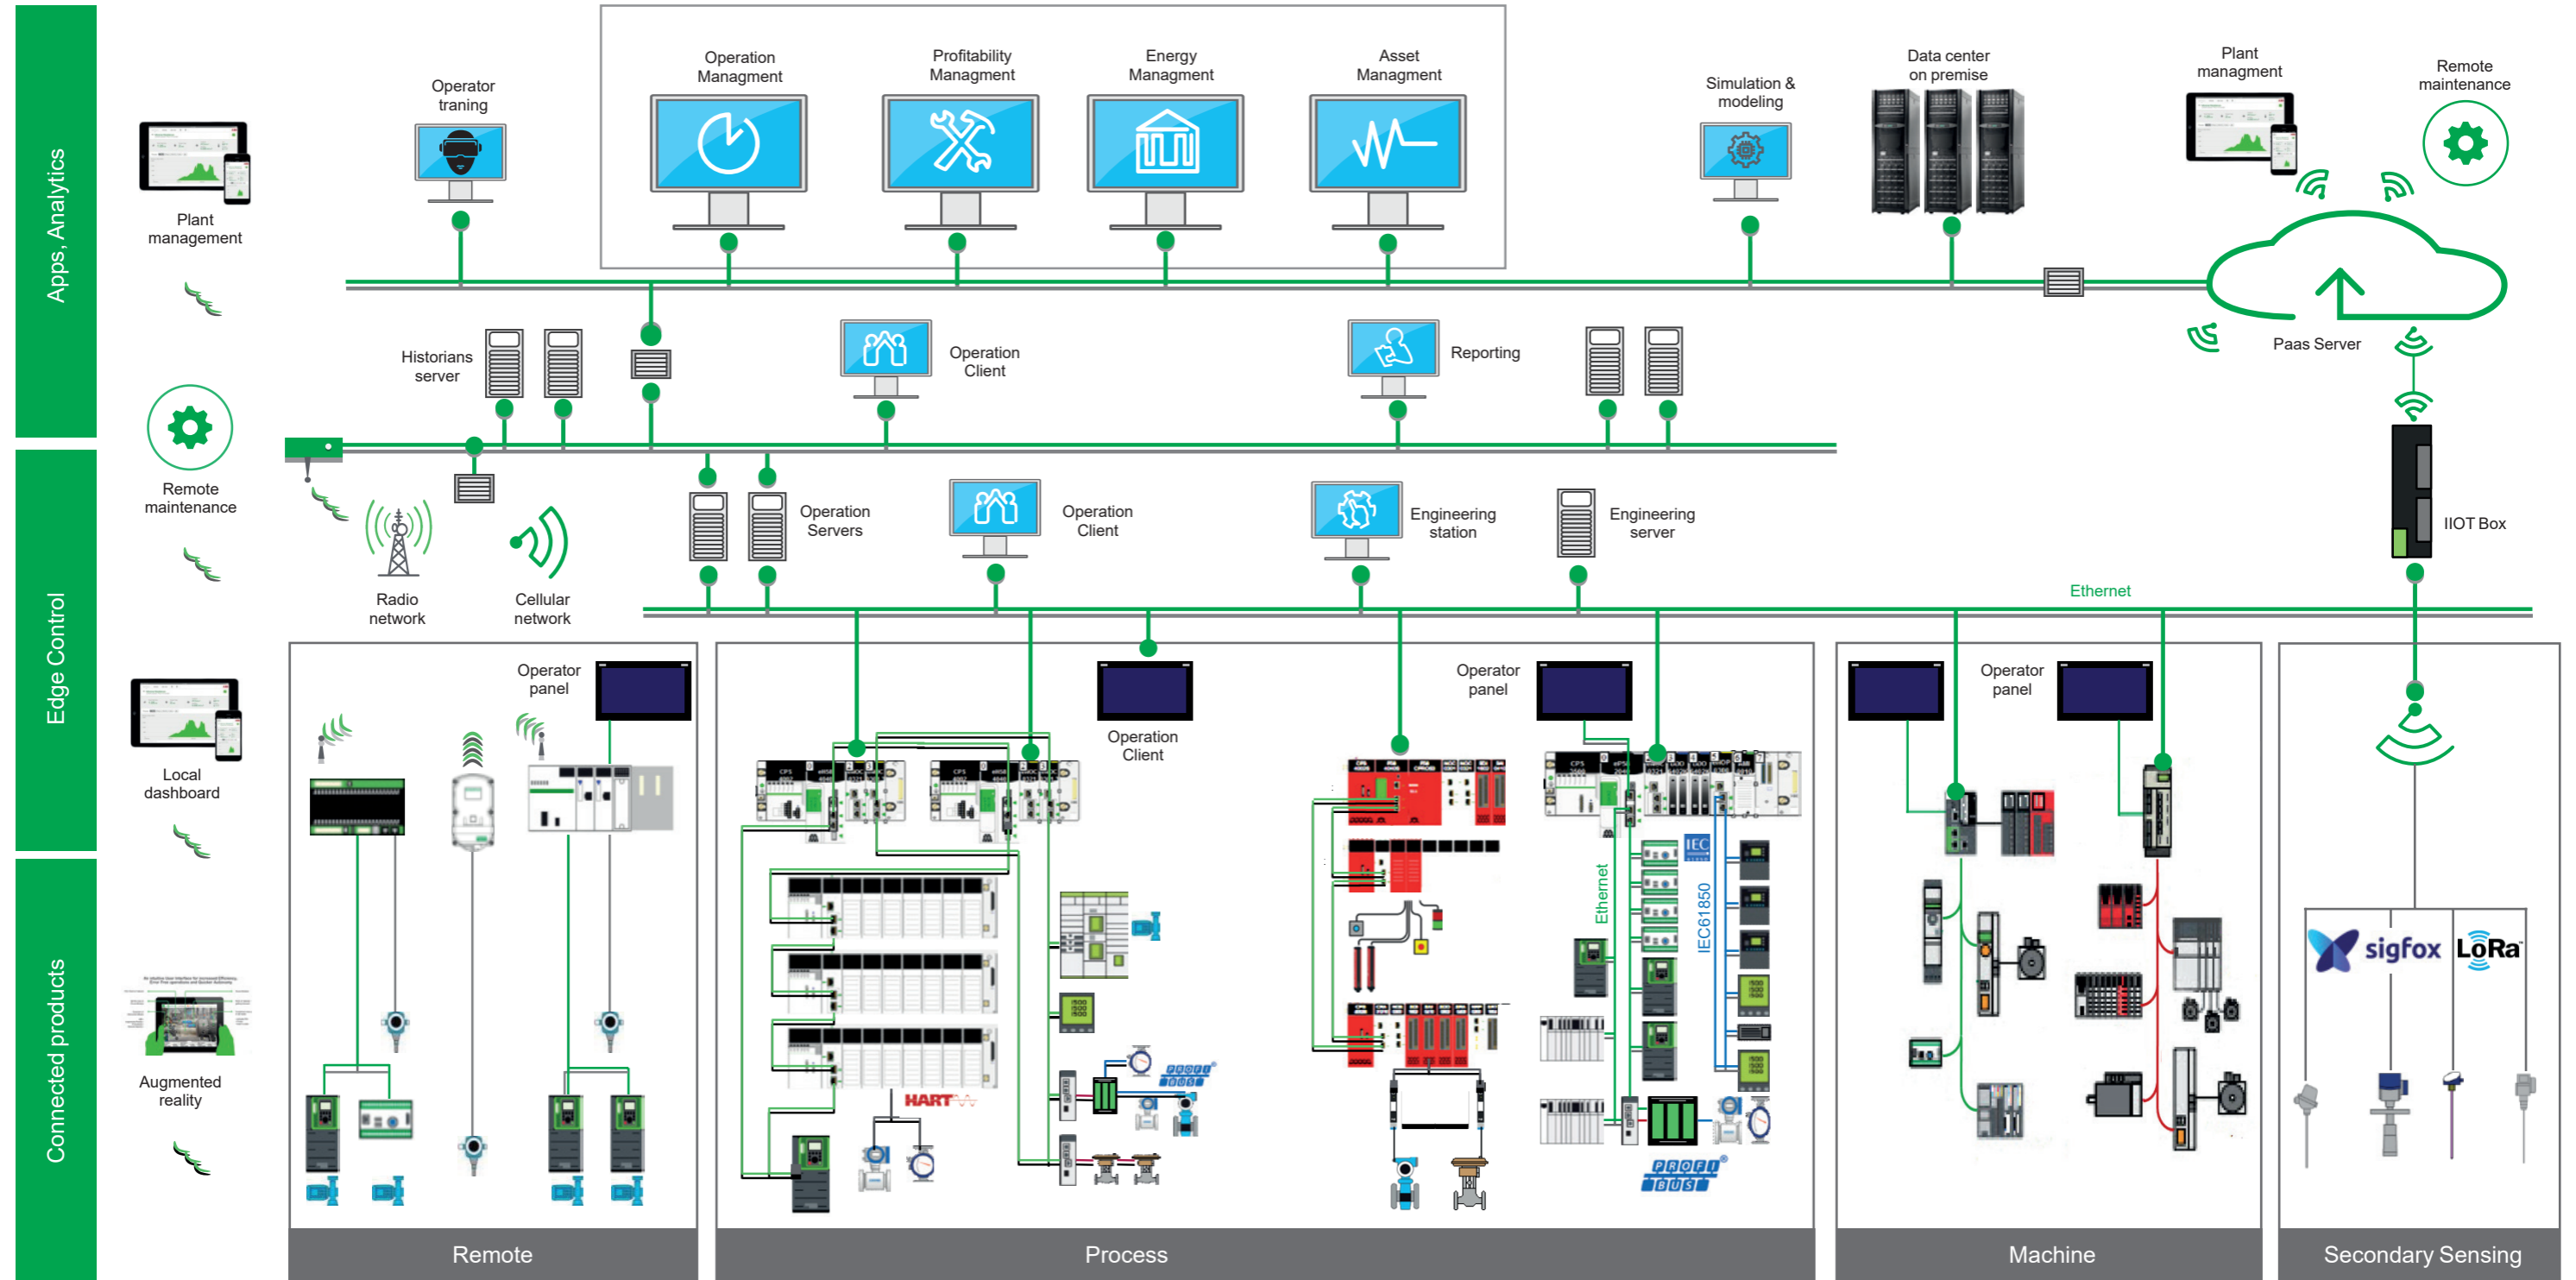 Apps, Analytics
Edge Control
Connected products
Plant
management
Remote
maintenance
Local
dashboard
Augmented
reality
Operator
traning
Operation
Managment
Profitability
Managment
Energy
Managment
Asset
Managment
Simulation &
modeling
Data center
on premise
Plant
managment
Remote
maintenance
Historians
server
Operation
Client
Reporting
Paas Server
Radio
network
Cellular
network
Operation
Servers
Operation
Client
Engineering
station
Engineering
server
IIOT Box
Ethernet
Operator
panel
Operation
Client
Operator
panel
Operator
panel
CPS
CPS
CPS
Ethernet
IEC
IEC61850
HART
PROFI
BUS
PROFI
BUS
sigfox
LoRa
Remote
Process
Machine
Secondary Sensing